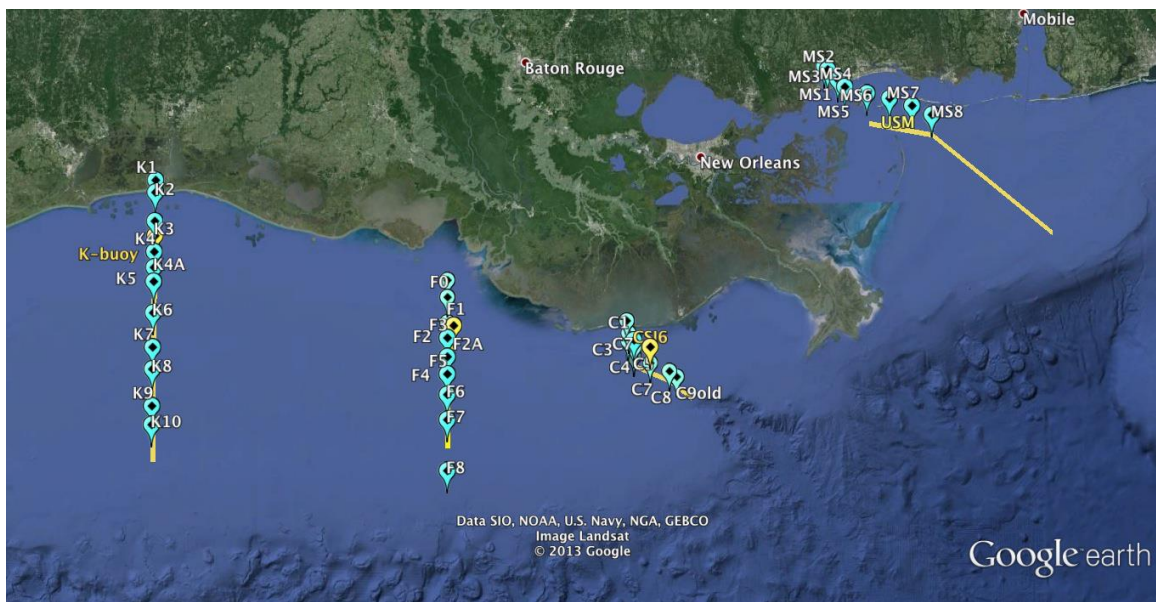 Mobile
MS2
Baton Rouge
MS3
MS4
MS1
MS6
MS7
MS5
USM
MS8
New Orleans
K1
K2
K3
K4
K-buoy
K4A
K5
F0
K6
F1
F3
C1
K7
F2
F2A
CSI6
C3
F5
C4
K8
F4
C7
F6
C8
C9old
K9
K10
F7
F8
Data SIO, NOAA, U.S. Navy, NGA, GEBCO
Image Landsat
© 2013 Google
Google earth